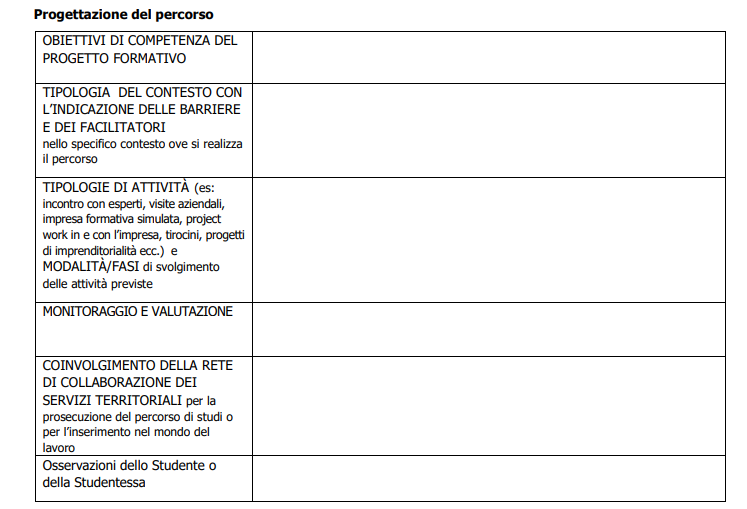 Progettazione del percorso
OBIETTIVI DI COMPETENZA DEL
PROGETTO FORMATIVO
TIPOLOGIA DEL CONTESTO CON
L'INDICAZIONE DELLE BARRIERE
E DEI FACILITATORI
nello specifico contesto ove si realizza
il percorso
TIPOLOGIE DI ATTIVITÀ (es:
incontro con esperti, visite aziendali,
impresa formativa simulata, project
work in e con l'impresa, tirocini, progetti
di imprenditorialità ecc.) e
MODALITÀ/FASI di svolgimento
delle attività previste
MONITORAGGIO E VALUTAZIONE
COINVOLGIMENTO DELLA RETE
DI COLLABORAZIONE DEI
SERVIZI TERRITORIALI per la
prosecuzione del percorso di studi o
per l'inserimento nel mondo del
lavoro
Osservazioni dello Studente o
della Studentessa